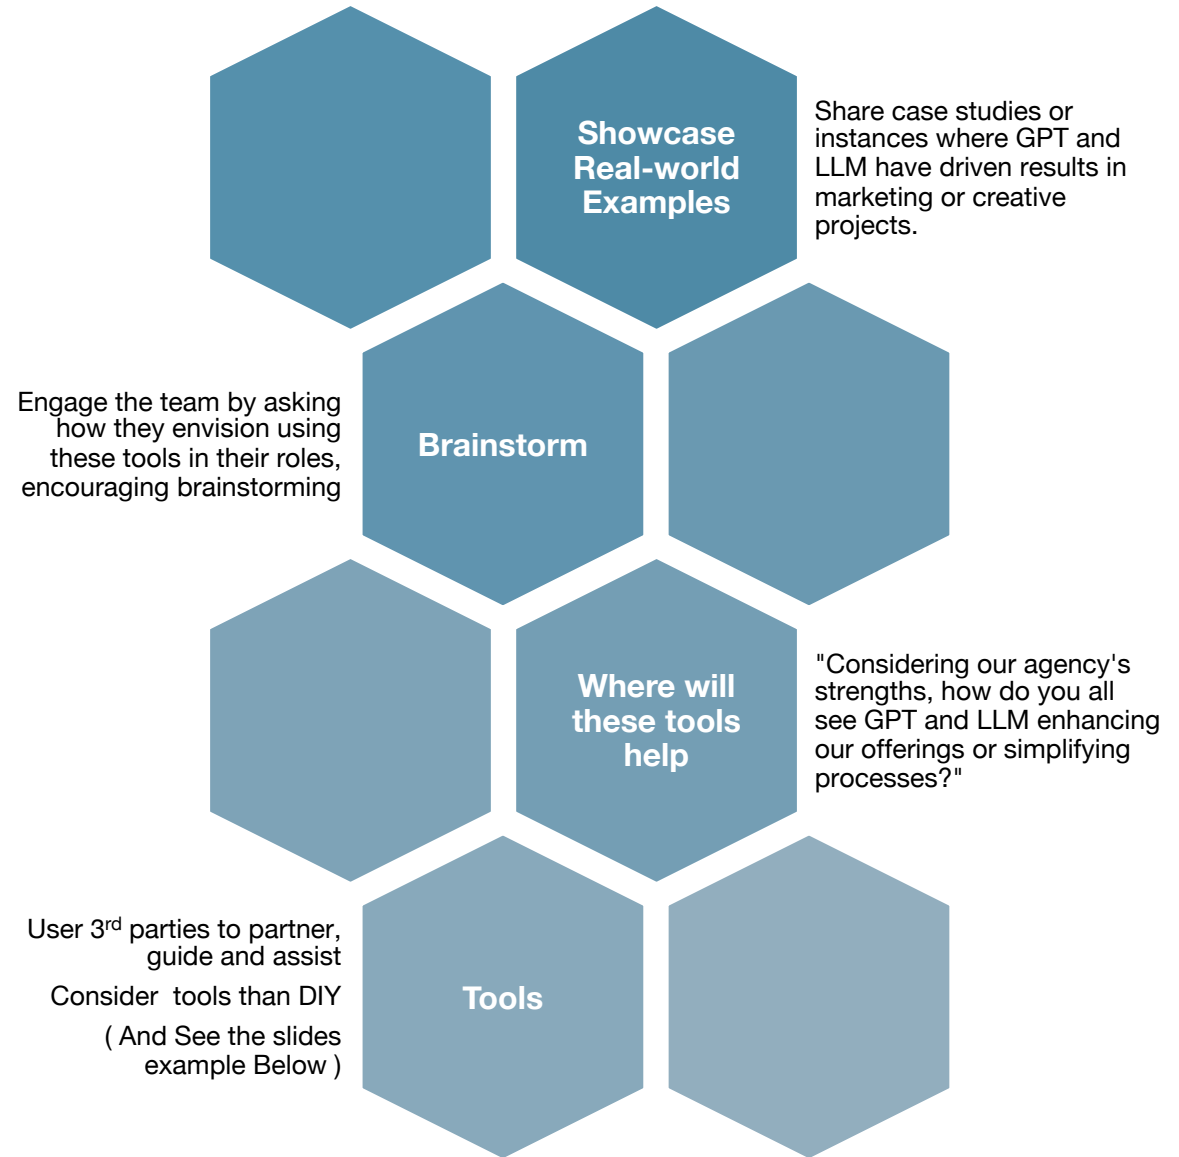 Showcase
Real-world
Examples
Share case studies or
instances where GPT and
LLM have driven results in
marketing or creative
projects.
Engage the team by asking
how they envision using
these tools in their roles,
encouraging brainstorming
Brainstorm
Where will
these tools
help
"Considering our agency's
strengths, how do you all
see GPT and LLM enhancing
our offerings or simplifying
processes?"
User 3rd parties to partner,
guide and assist
Consider  tools than DIY
( And See the slides
example Below )
Tools